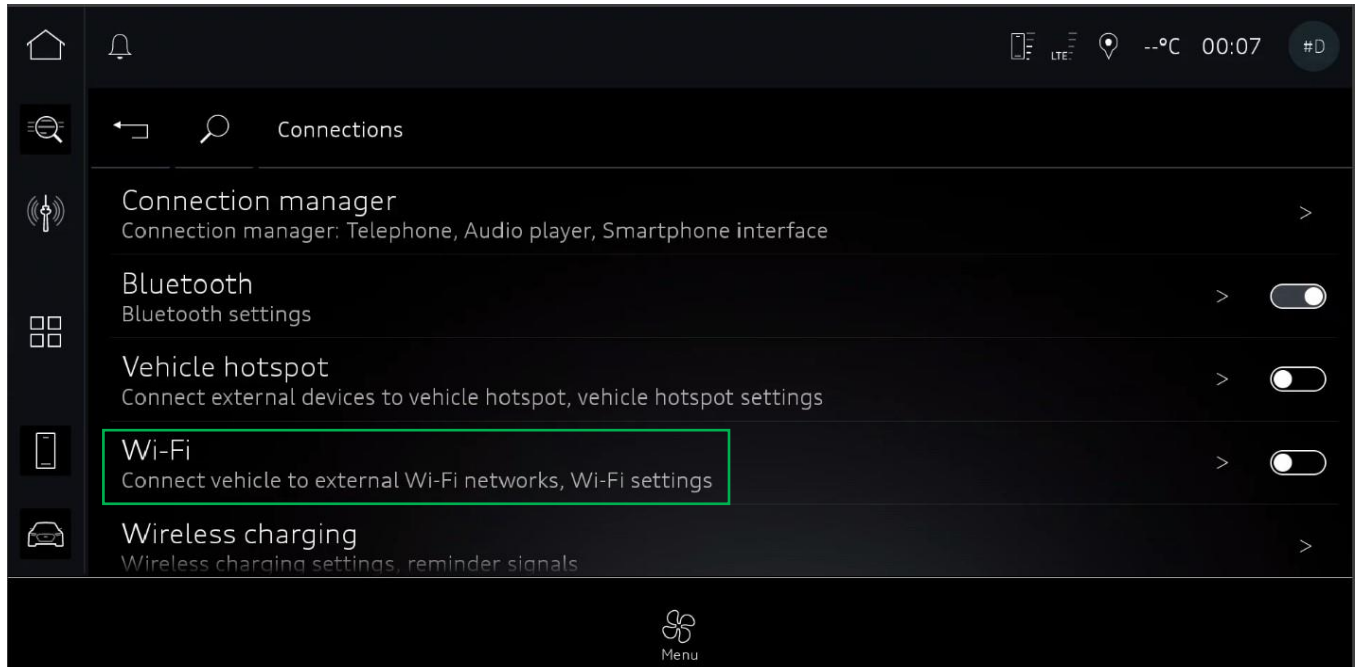 LTE
--°C 00:07 #D
Connections
Connection manager
Connection manager: Telephone, Audio player, Smartphone interface
>
Bluetooth
Bluetooth settings
>
Vehicle hotspot
Connect external devices to vehicle hotspot, vehicle hotspot settings
>
Wi-Fi
Connect vehicle to external Wi-Fi networks, Wi-Fi settings
>
Wireless charging
Wireless charging settings, reminder signals
>
Menu